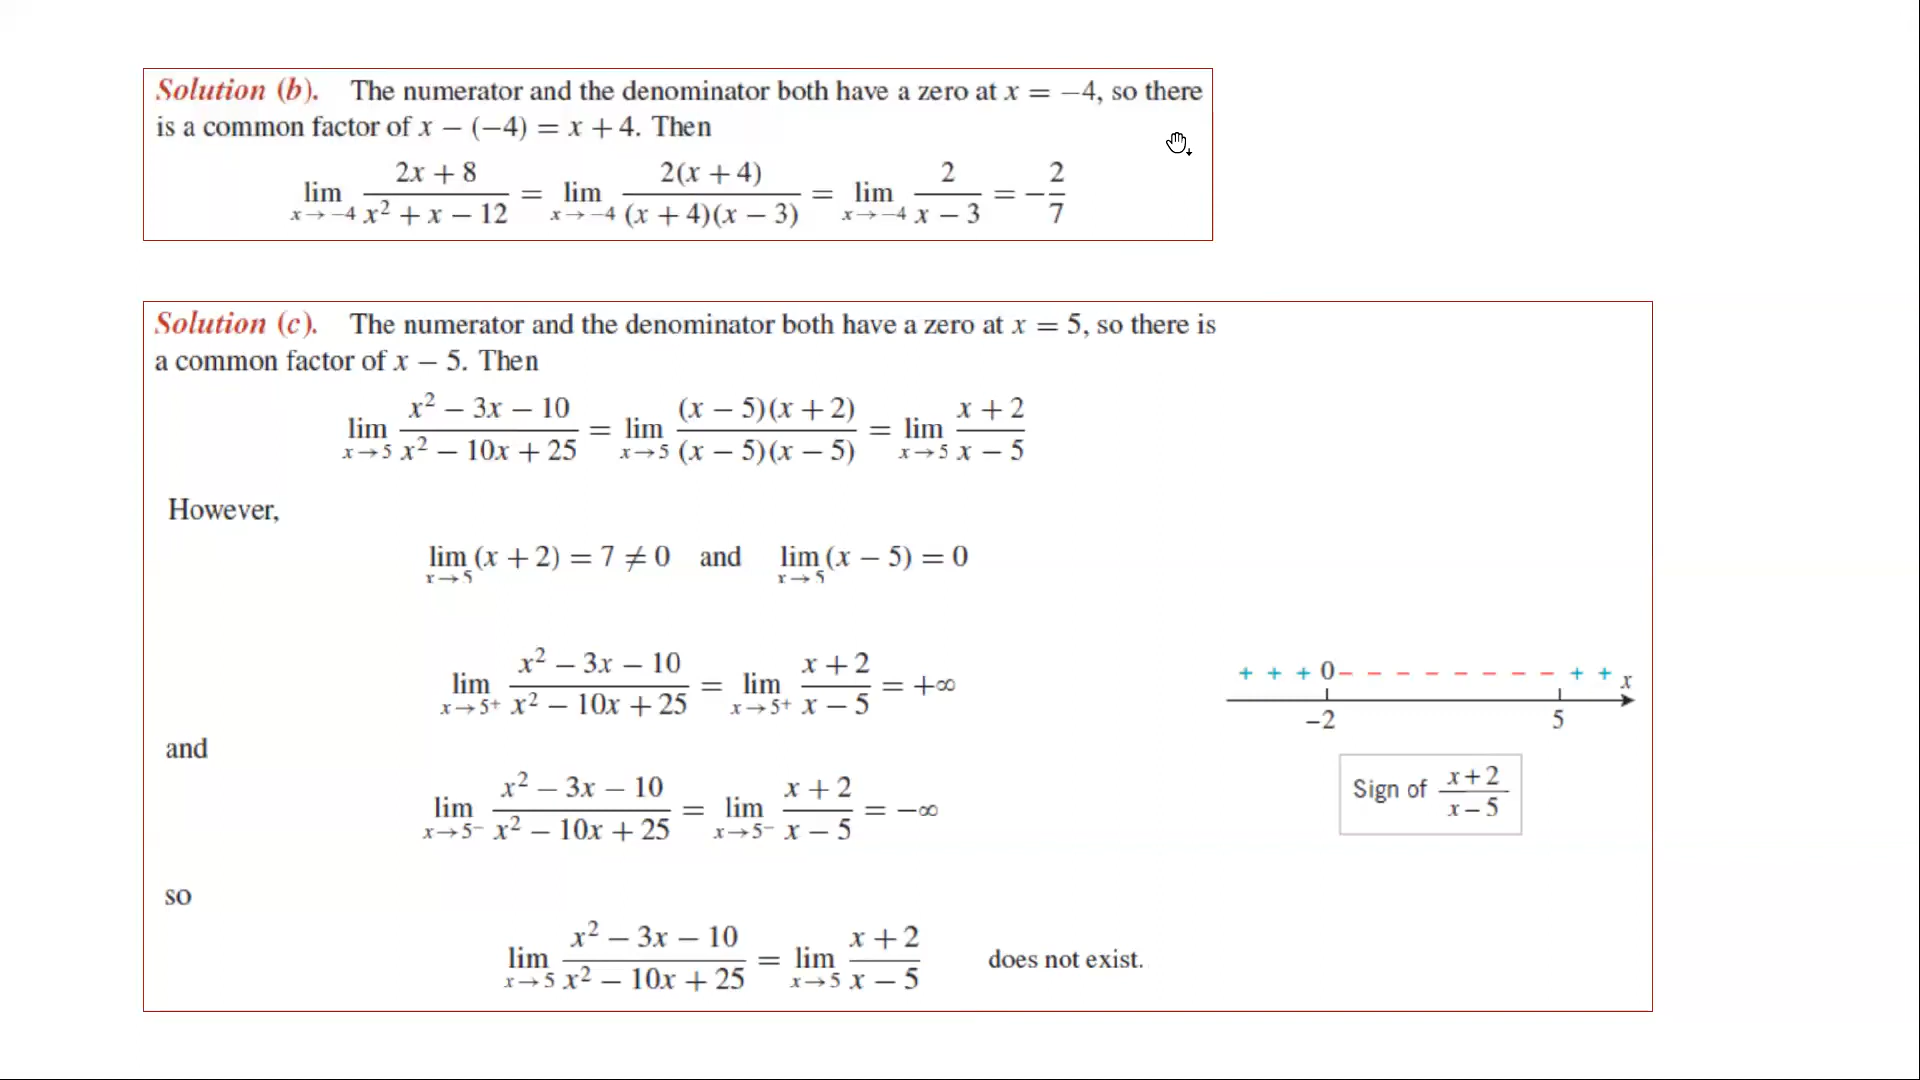 Solution (b). The numerator and the denominator both have a zero at x = −4, so there
is a common factor of x − (−4) = x + 4. Then
lim x→−4 (2x + 8)/(x² + x − 12) = lim x→−4 2(x + 4)/((x + 4)(x − 3)) = lim x→−4 2/(x − 3) = −2/7
Solution (c). The numerator and the denominator both have a zero at x = 5, so there is
a common factor of x − 5. Then
lim x→5 (x² − 3x − 10)/(x² − 10x + 25) = lim x→5 ((x − 5)(x + 2))/((x − 5)(x − 5)) = lim x→5 (x + 2)/(x − 5)
However,
lim x→5 (x + 2) = 7 ≠ 0 and lim x→5 (x − 5) = 0
lim x→5⁺ (x² − 3x − 10)/(x² − 10x + 25) = lim x→5⁺ (x + 2)/(x − 5) = +∞
and
lim x→5⁻ (x² − 3x − 10)/(x² − 10x + 25) = lim x→5⁻ (x + 2)/(x − 5) = −∞
so
lim x→5 (x² − 3x − 10)/(x² − 10x + 25) = lim x→5 (x + 2)/(x − 5) does not exist.
+ + + 0 − − − − − − − − + + x
−2 5
Sign of (x + 2)/(x − 5)